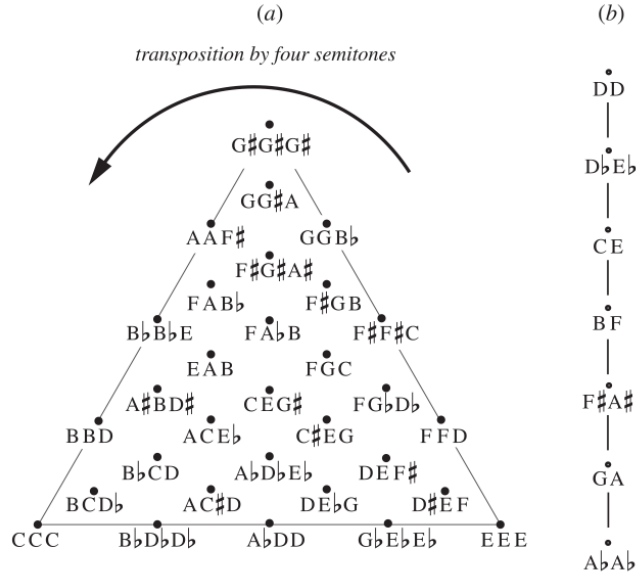 (a) (b)
transposition by four semitones
DD
G♯G♯G♯
D♭E♭
GG♯A
AAF♯ GGB♭
CE
F♯G♯A♯
FAB♭ F♯GB
BF
B♭B♭E FA♭B F♯F♯C
EAB FGC
F♯A♯
A♯BD♯ CEG♯ FG♭D♭
BBD ACE♭ C♯EG FFD
B♭CD A♭D♭E♭ DEF♯
GA
BCD♭ AC♯D DE♭G D♯EF
CCC B♭D♭D♭ A♭DD G♭E♭E♭ EEE
A♭A♭